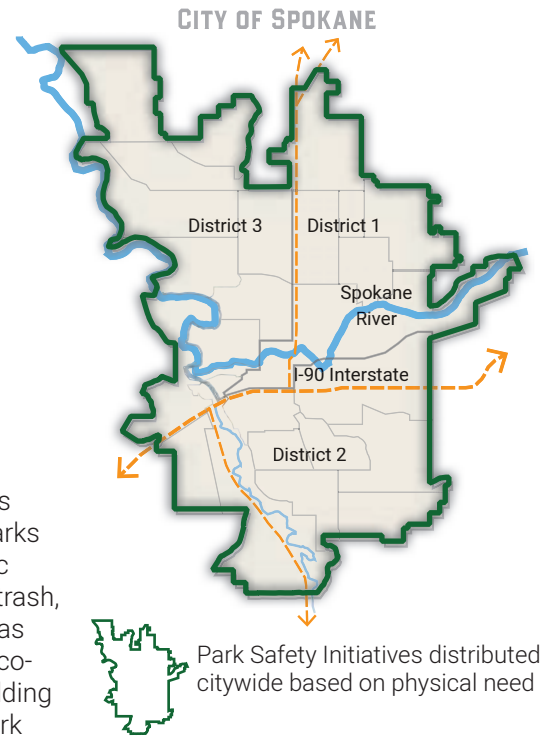 CITY OF SPOKANE
District 3
District 1
Spokane
River
I-90 Interstate
District 2
s
arks
c
trash,
as
co-
lding
rk
Park Safety Initiatives distributed
citywide based on physical need